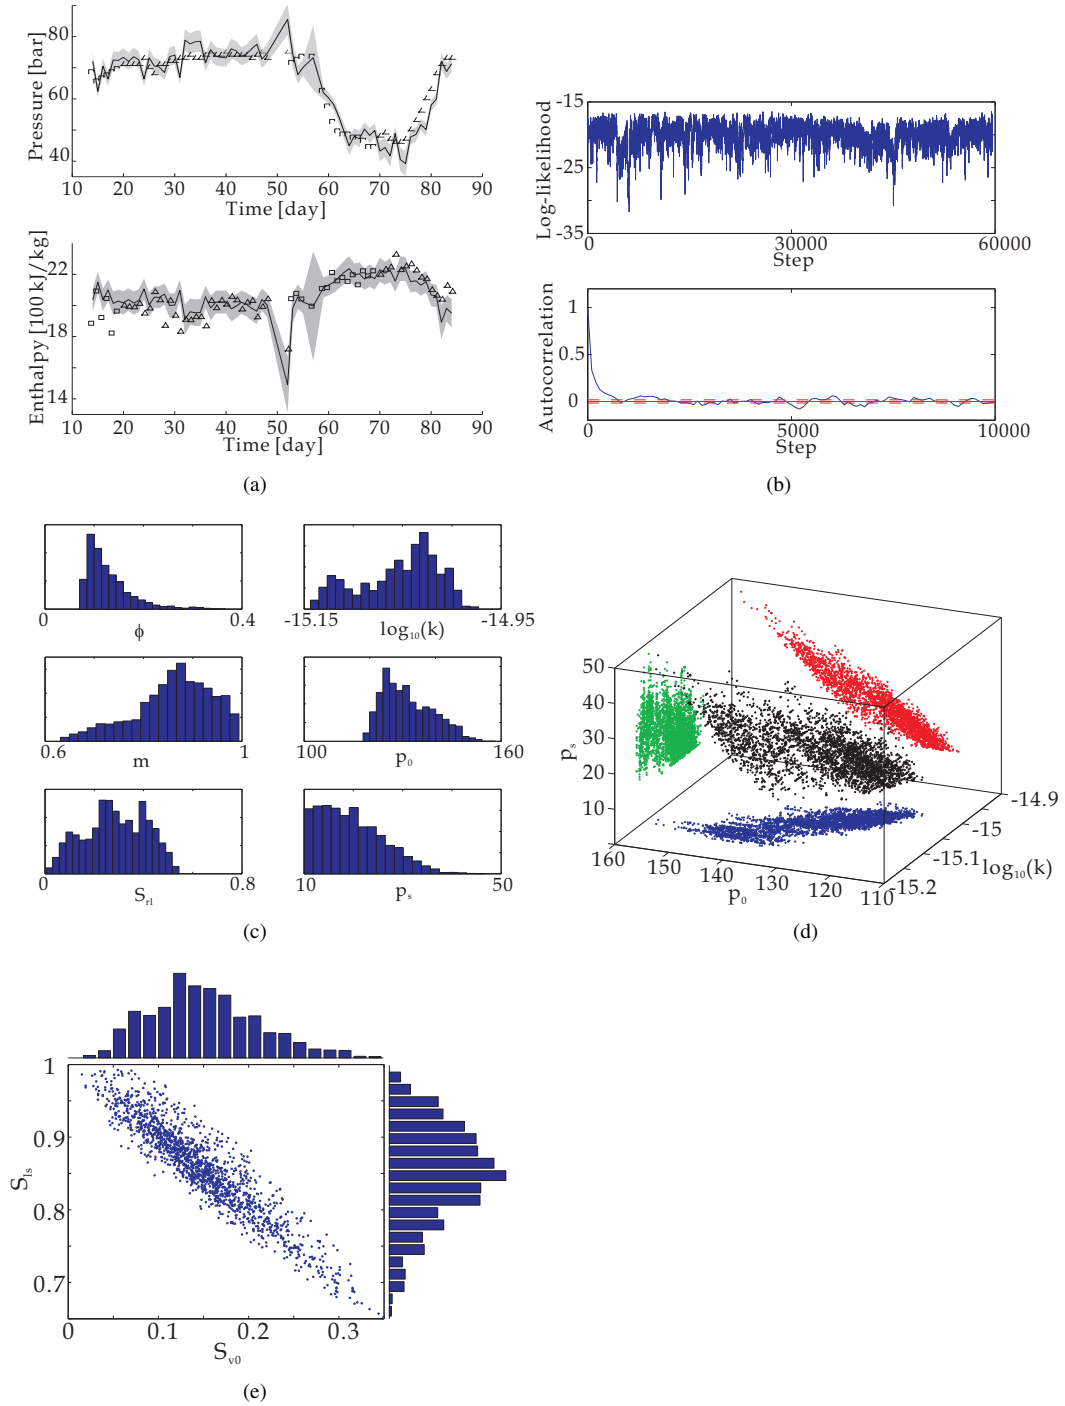 80
60
40
Pressure [bar]
10 20 30 40 50 60 70 80 90
Time [day]
22
18
14
Enthalpy [100 kJ/kg]
10 20 30 40 50 60 70 80 90
Time [day]
(a)
-15
-25
-35
Log-likelihood
0 30000 60000
Step
1
0.5
0
Autocorrelation
0 5000 10000
Step
(b)
0 0.4
ϕ
-15.15 -14.95
log₁₀(k)
0.6 1
m
100 160
p₀
0 0.8
Sᵣₗ
10 50
pₛ
(c)
50
40
30
20
10
pₛ
160 150 140 130 120 110
p₀
-15.2 -15.1 -15 -14.9
log₁₀(k)
(d)
1
0.9
0.8
0.7
Sₗₛ
0 0.1 0.2 0.3
Sᵥ₀
(e)